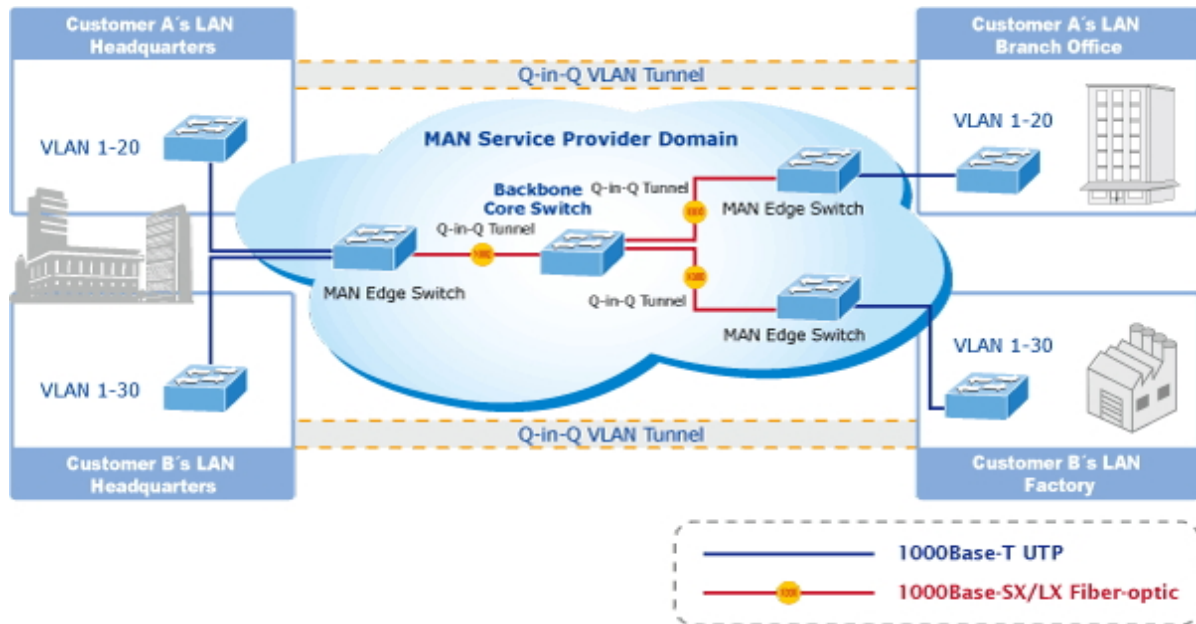 Customer A´s LAN
Headquarters
Customer A´s LAN
Branch Office
Q-in-Q VLAN Tunnel
VLAN 1-20
MAN Service Provider Domain
VLAN 1-20
Backbone
Core Switch
Q-in-Q Tunnel
MAN Edge Switch
Q-in-Q Tunnel
MAN Edge Switch
Q-in-Q Tunnel
MAN Edge Switch
VLAN 1-30
VLAN 1-30
Q-in-Q VLAN Tunnel
Customer B´s LAN
Headquarters
Customer B´s LAN
Factory
1000Base-T UTP
1000Base-SX/LX Fiber-optic